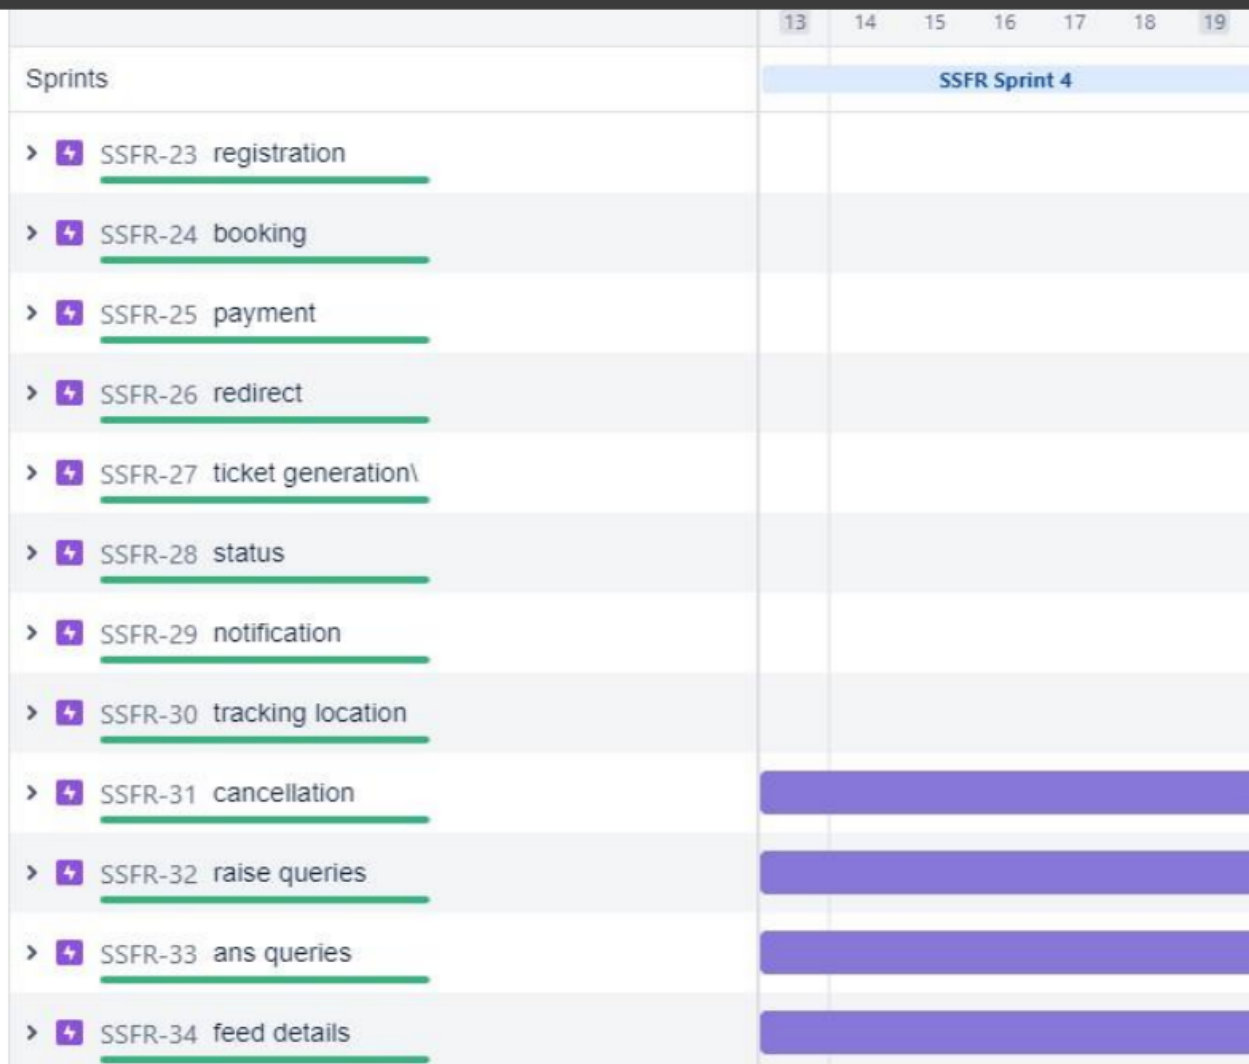 13 14 15 16 17 18 19
Sprints
SSFR Sprint 4
SSFR-23 registration
SSFR-24 booking
SSFR-25 payment
SSFR-26 redirect
SSFR-27 ticket generation\
SSFR-28 status
SSFR-29 notification
SSFR-30 tracking location
SSFR-31 cancellation
SSFR-32 raise queries
SSFR-33 ans queries
SSFR-34 feed details